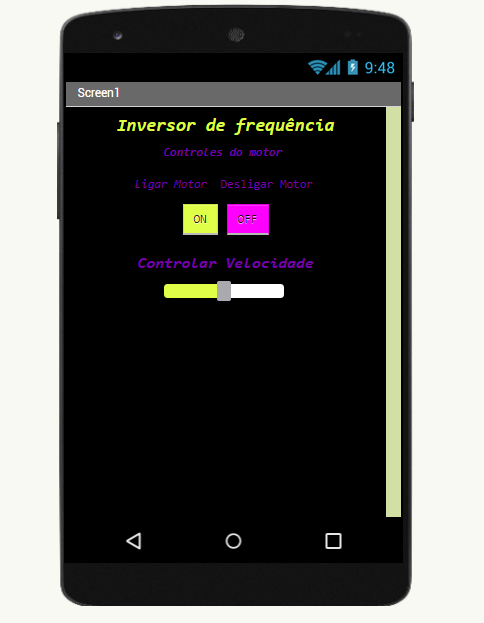 9:48
Screen1
Inversor de frequência
Controles do motor
Ligar Motor Desligar Motor
ON OFF
Controlar Velocidade